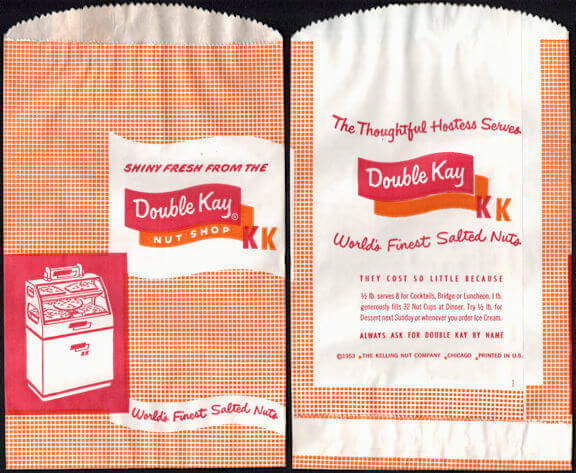 SHINY FRESH FROM THE
Double Kay®
NUT SHOP KK
KK
World's Finest Salted Nuts
The Thoughtful Hostess Serves
Double Kay
KK
World's Finest Salted Nuts
THEY COST SO LITTLE BECAUSE
½ lb. serves 8 for Cocktails, Bridge or Luncheon, 1 lb.
generously fills 32 Nut Cups at Dinner. Try ½ lb. for
Dessert next Sunday or whenever you order Ice Cream.
ALWAYS ASK FOR DOUBLE KAY BY NAME
©1953 • THE KELLING NUT COMPANY • CHICAGO • PRINTED IN U.S.